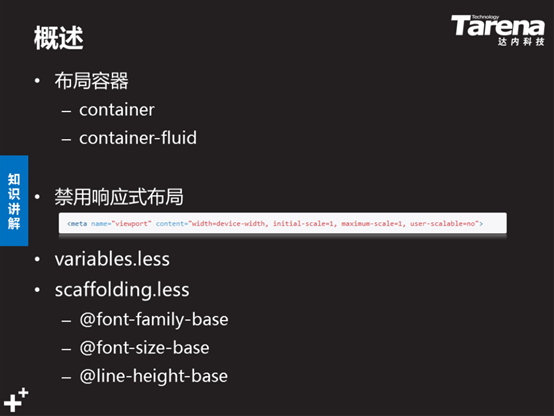 概述
Technology
Tarena
达内科技
• 布局容器
– container
– container-fluid
知识讲解
• 禁用响应式布局
<meta name="viewport" content="width=device-width, initial-scale=1, maximum-scale=1, user-scalable=no">
• variables.less
• scaffolding.less
– @font-family-base
– @font-size-base
– @line-height-base